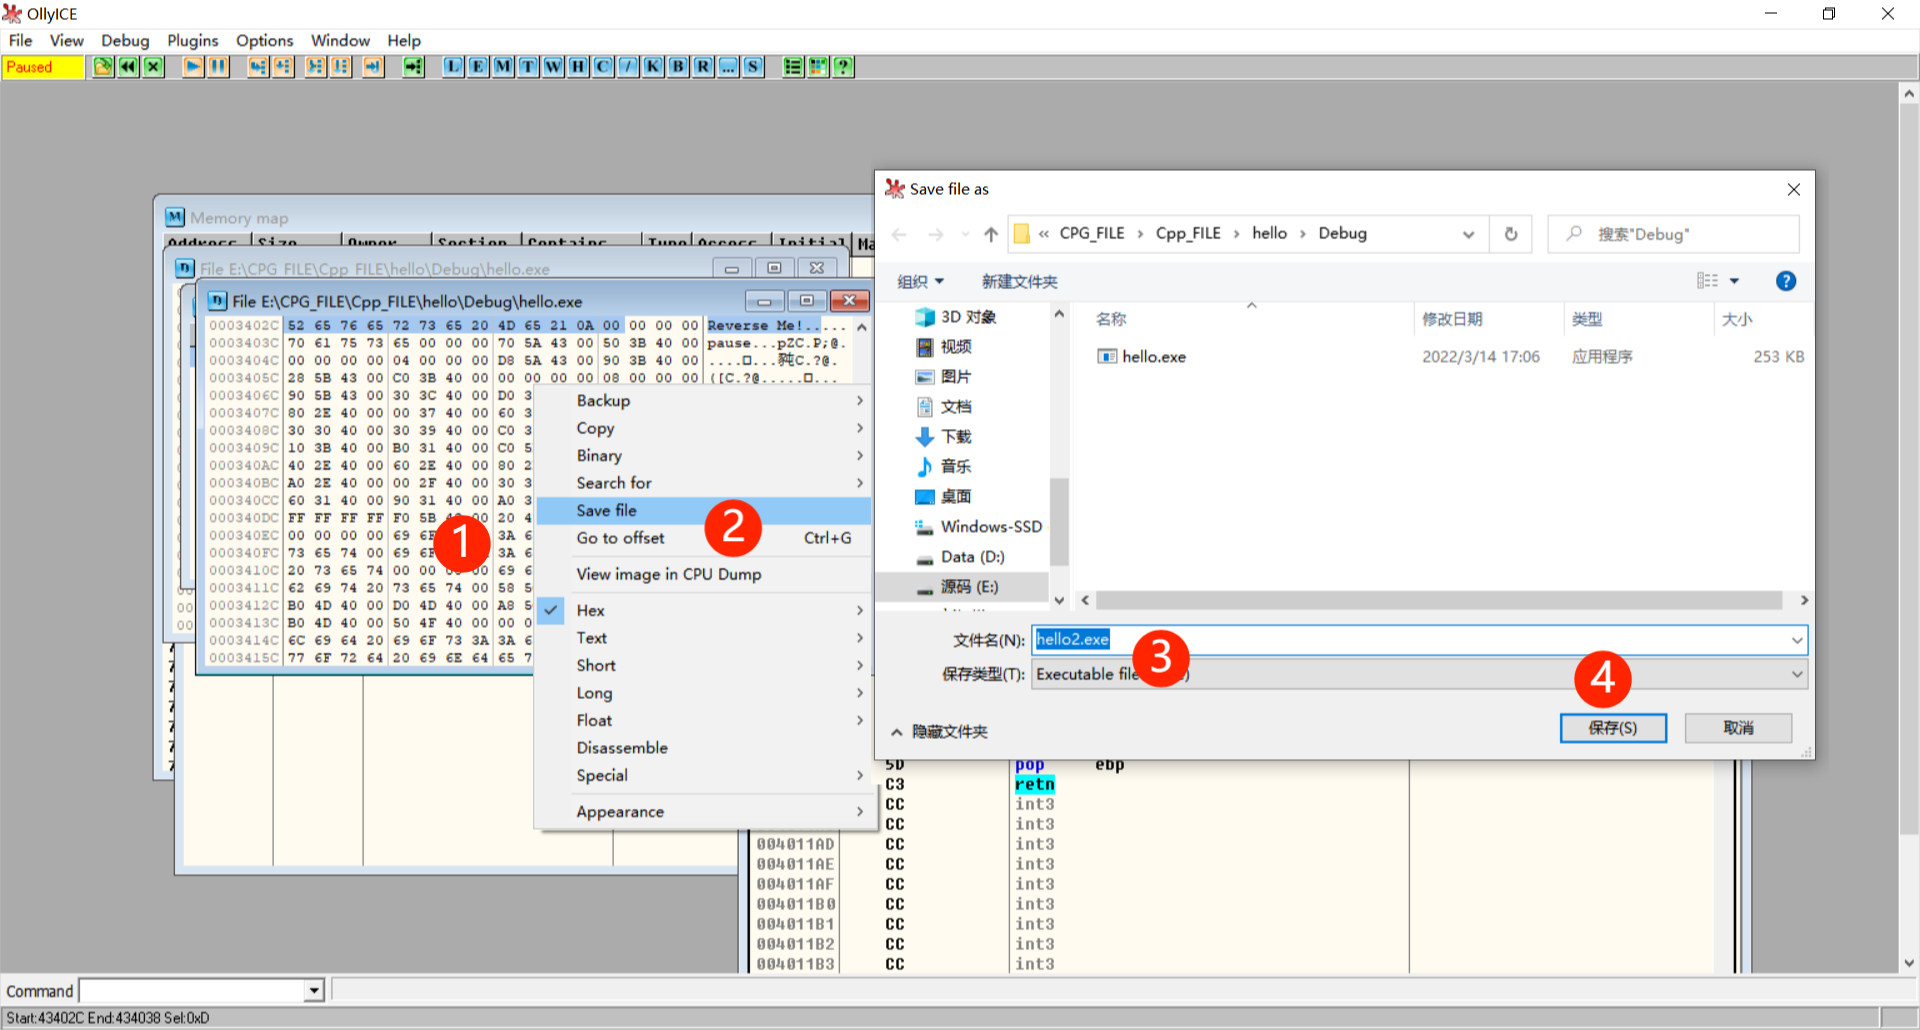 OllyICE
File View Debug Plugins Options Window Help
Paused
L E M T W H C / K B R ... S
Memory map
Address Size Owner Section Contains Type Access Initial Ma
File E:\CPG_FILE\Cpp_FILE\hello\Debug\hello.exe
File E:\CPG_FILE\Cpp_FILE\hello\Debug\hello.exe
0003402C 52 65 76 65 72 73 65 20 4D 65 21 0A 00 00 00 00 Reverse Me!.....
0003403C 70 61 75 73 65 00 00 00 70 5A 43 00 50 3B 40 00 pause...pZC.P;@.
0003404C 00 00 00 00 04 00 00 00 D8 5A 43 00 90 3B 40 00
0003405C 28 5B 43 00 C0 3B 40 00 00 00 00 00 08 00 00 00
0003406C 90 5B 43 00 30 3C 40 00 D0 3
0003407C 80 2E 40 00 00 37 40 00 60 3
0003408C 30 30 40 00 30 39 40 00 C0 3
0003409C 10 3B 40 00 B0 31 40 00 C0 5
000340AC 40 2E 40 00 60 2E 40 00 80 2
000340BC A0 2E 40 00 00 2F 40 00 30 3
000340CC 60 31 40 00 90 31 40 00 A0 3
000340DC FF FF FF FF F0 5B 00 20 4
000340EC 00 00 00 00 69 6F 3A 6
000340FC 73 65 74 00 69 6F 3A 6
0003410C 20 73 65 74 00 00 00 69 6
0003411C 62 69 74 20 73 65 74 00 58 5
0003412C B0 4D 40 00 D0 4D 40 00 A8 5
0003413C B0 4D 40 00 50 4F 40 00 00 0
0003414C 6C 69 64 20 69 6F 73 3A 3A 6
0003415C 77 6F 72 64 20 69 6E 64 65 7
1
Backup
Copy
Binary
Search for
Save file
2
Go to offset Ctrl+G
View image in CPU Dump
Hex
Text
Short
Long
Float
Disassemble
Special
Appearance
Save file as
« CPG_FILE › Cpp_FILE › hello › Debug
搜索"Debug"
组织 新建文件夹
3D 对象
视频
图片
文档
下载
音乐
桌面
Windows-SSD
Data (D:)
源码 (E:)
名称 修改日期 类型 大小
hello.exe 2022/3/14 17:06 应用程序 253 KB
文件名(N): hello2.exe
3
保存类型(T): Executable file
4
隐藏文件夹
保存(S) 取消
5D pop ebp
C3 retn
CC int3
CC int3
004011AD CC int3
004011AE CC int3
004011AF CC int3
004011B0 CC int3
004011B1 CC int3
004011B2 CC int3
004011B3 CC int3
Command
Start:43402C End:434038 Sel:0xD